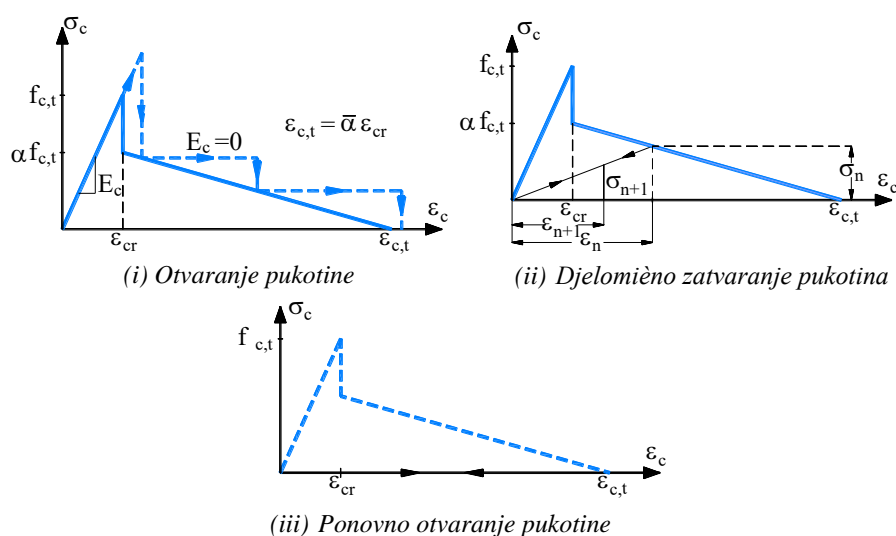 σc
fc,t
αfc,t
Ec
Ec=0
εc,t = ᾱ εcr
εc
εcr
εc,t
(i) Otvaranje pukotine
σc
fc,t
α fc,t
σn+1
σn
εc
εcr
εn+1
εn
εc,t
(ii) Djelomièno zatvaranje pukotina
σc
f c,t
εc
εcr
εc,t
(iii) Ponovno otvaranje pukotine